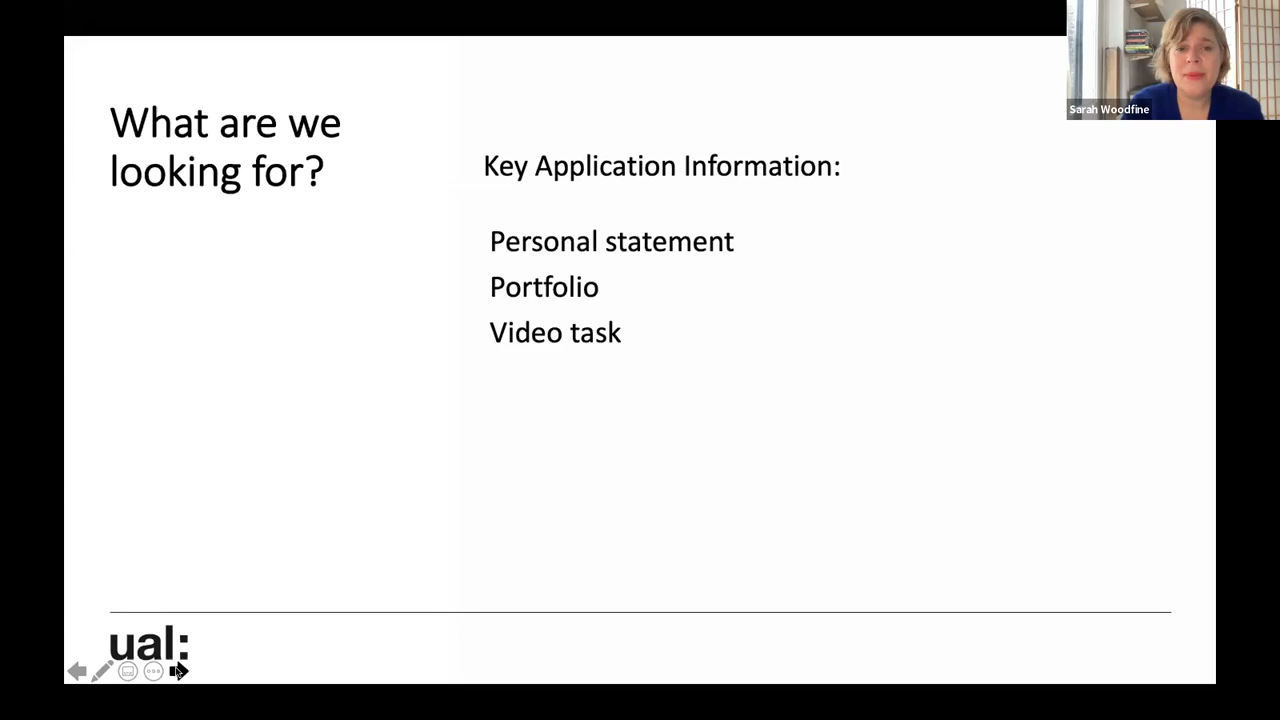 What are we
looking for?
Key Application Information:
Personal statement
Portfolio
Video task
ual:
Sarah Woodfine